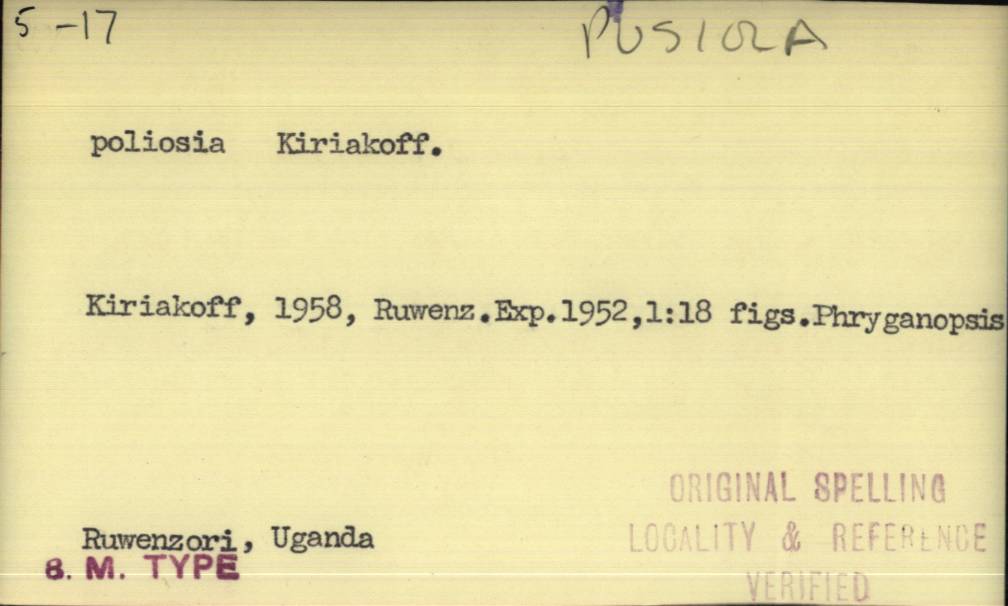 5 -17
PUSIOLA
poliosia Kiriakoff.
Kiriakoff, 1958, Ruwenz.Exp.1952,1:18 figs.Phryganopsis
Ruwenzori, Uganda
B. M. TYPE
ORIGINAL SPELLING
LOCALITY & REFERENCE
VERIFIED